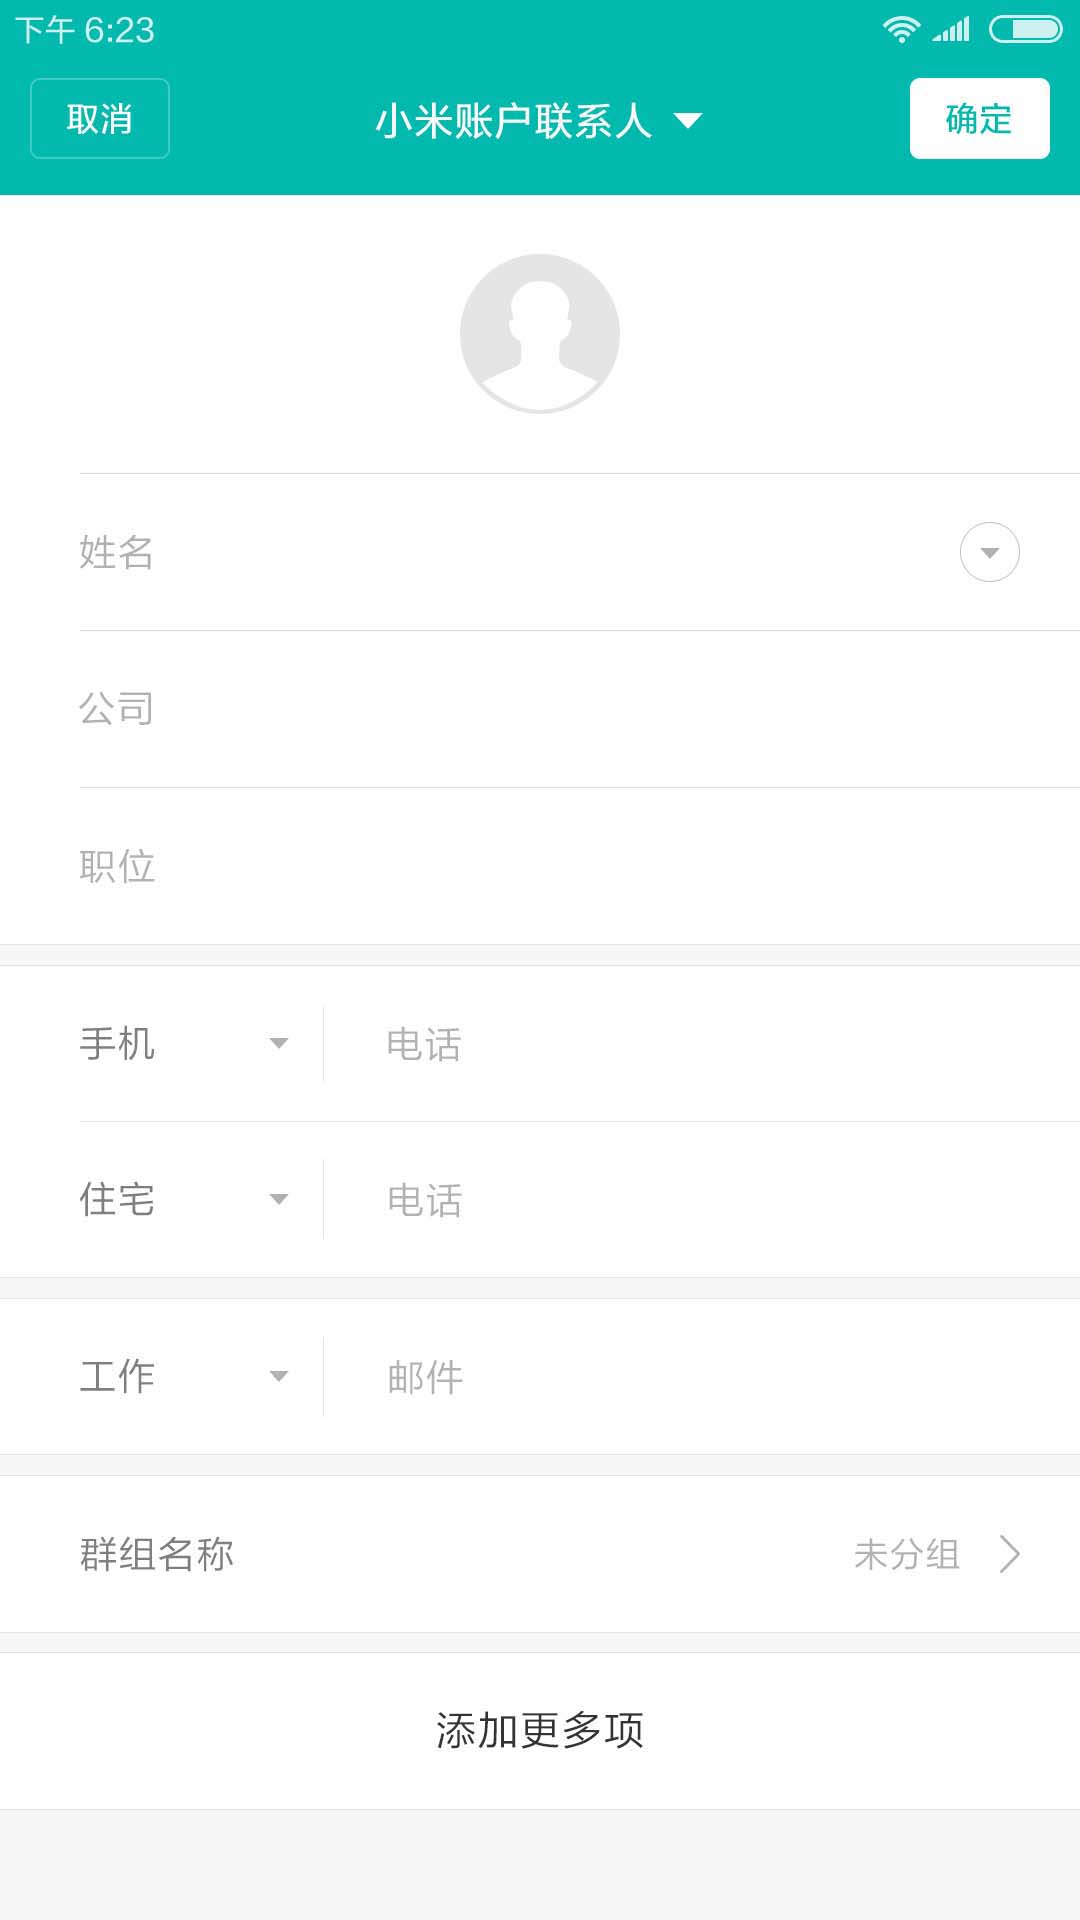 下午 6:23
取消 小米账户联系人 确定
姓名
公司
职位
手机 电话
住宅 电话
工作 邮件
群组名称 未分组
添加更多项